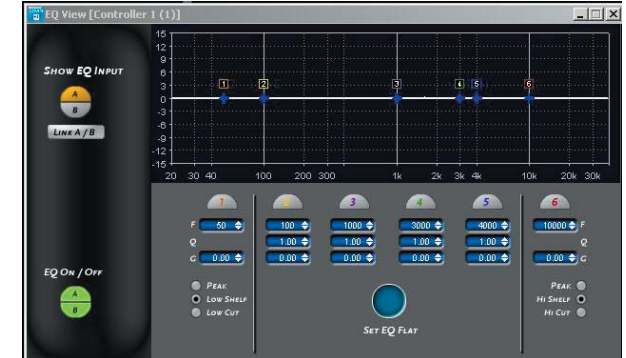 EQ View [Controller 1 (1)]
15
12
9
6
3
0
-3
-6
-9
-12
-15
20 30 40 100 200 300 1k 2k 3k 4k 10k 20k 30k
1 2 3 4 5 6
SHOW EQ INPUT
A
B
LINK A / B
EQ ON / OFF
A
B
1 2 3 4 5 6
F 50 100 1000 3000 4000 10000 F
Q 1.00 1.00 1.00 1.00 Q
G 0.00 0.00 0.00 0.00 0.00 0.00 G
PEAK
LOW SHELF
LOW CUT
SET EQ FLAT
PEAK
HI SHELF
HI CUT